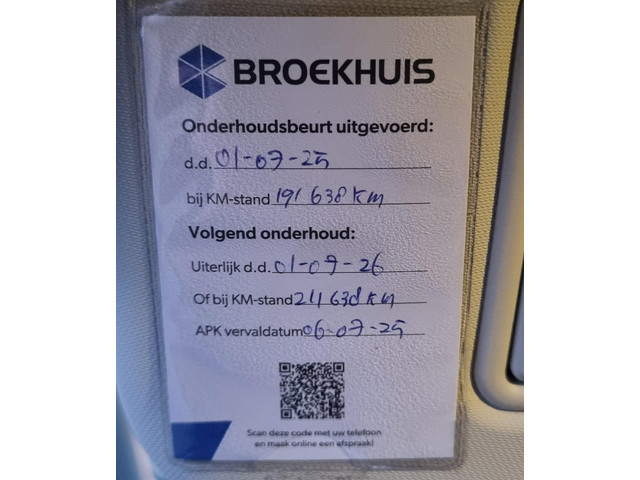 BROEKHUIS
Onderhoudsbeurt uitgevoerd:
d.d. 01-07-25
bij KM-stand 191 638 km
Volgend onderhoud:
Uiterlijk d.d. 01-07-26
Of bij KM-stand 211 638 km
APK vervaldatum 06-07-25
Scan deze code met uw telefoon
en maak online een afspraak!